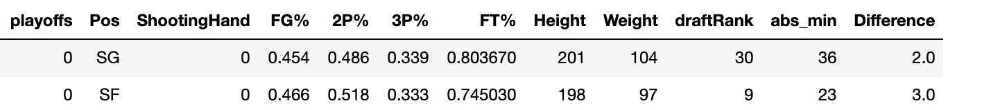 playoffs Pos ShootingHand FG% 2P% 3P% FT% Height Weight draftRank abs_min Difference
0 SG 0 0.454 0.486 0.339 0.803670 201 104 30 36 2.0
0 SF 0 0.466 0.518 0.333 0.745030 198 97 9 23 3.0